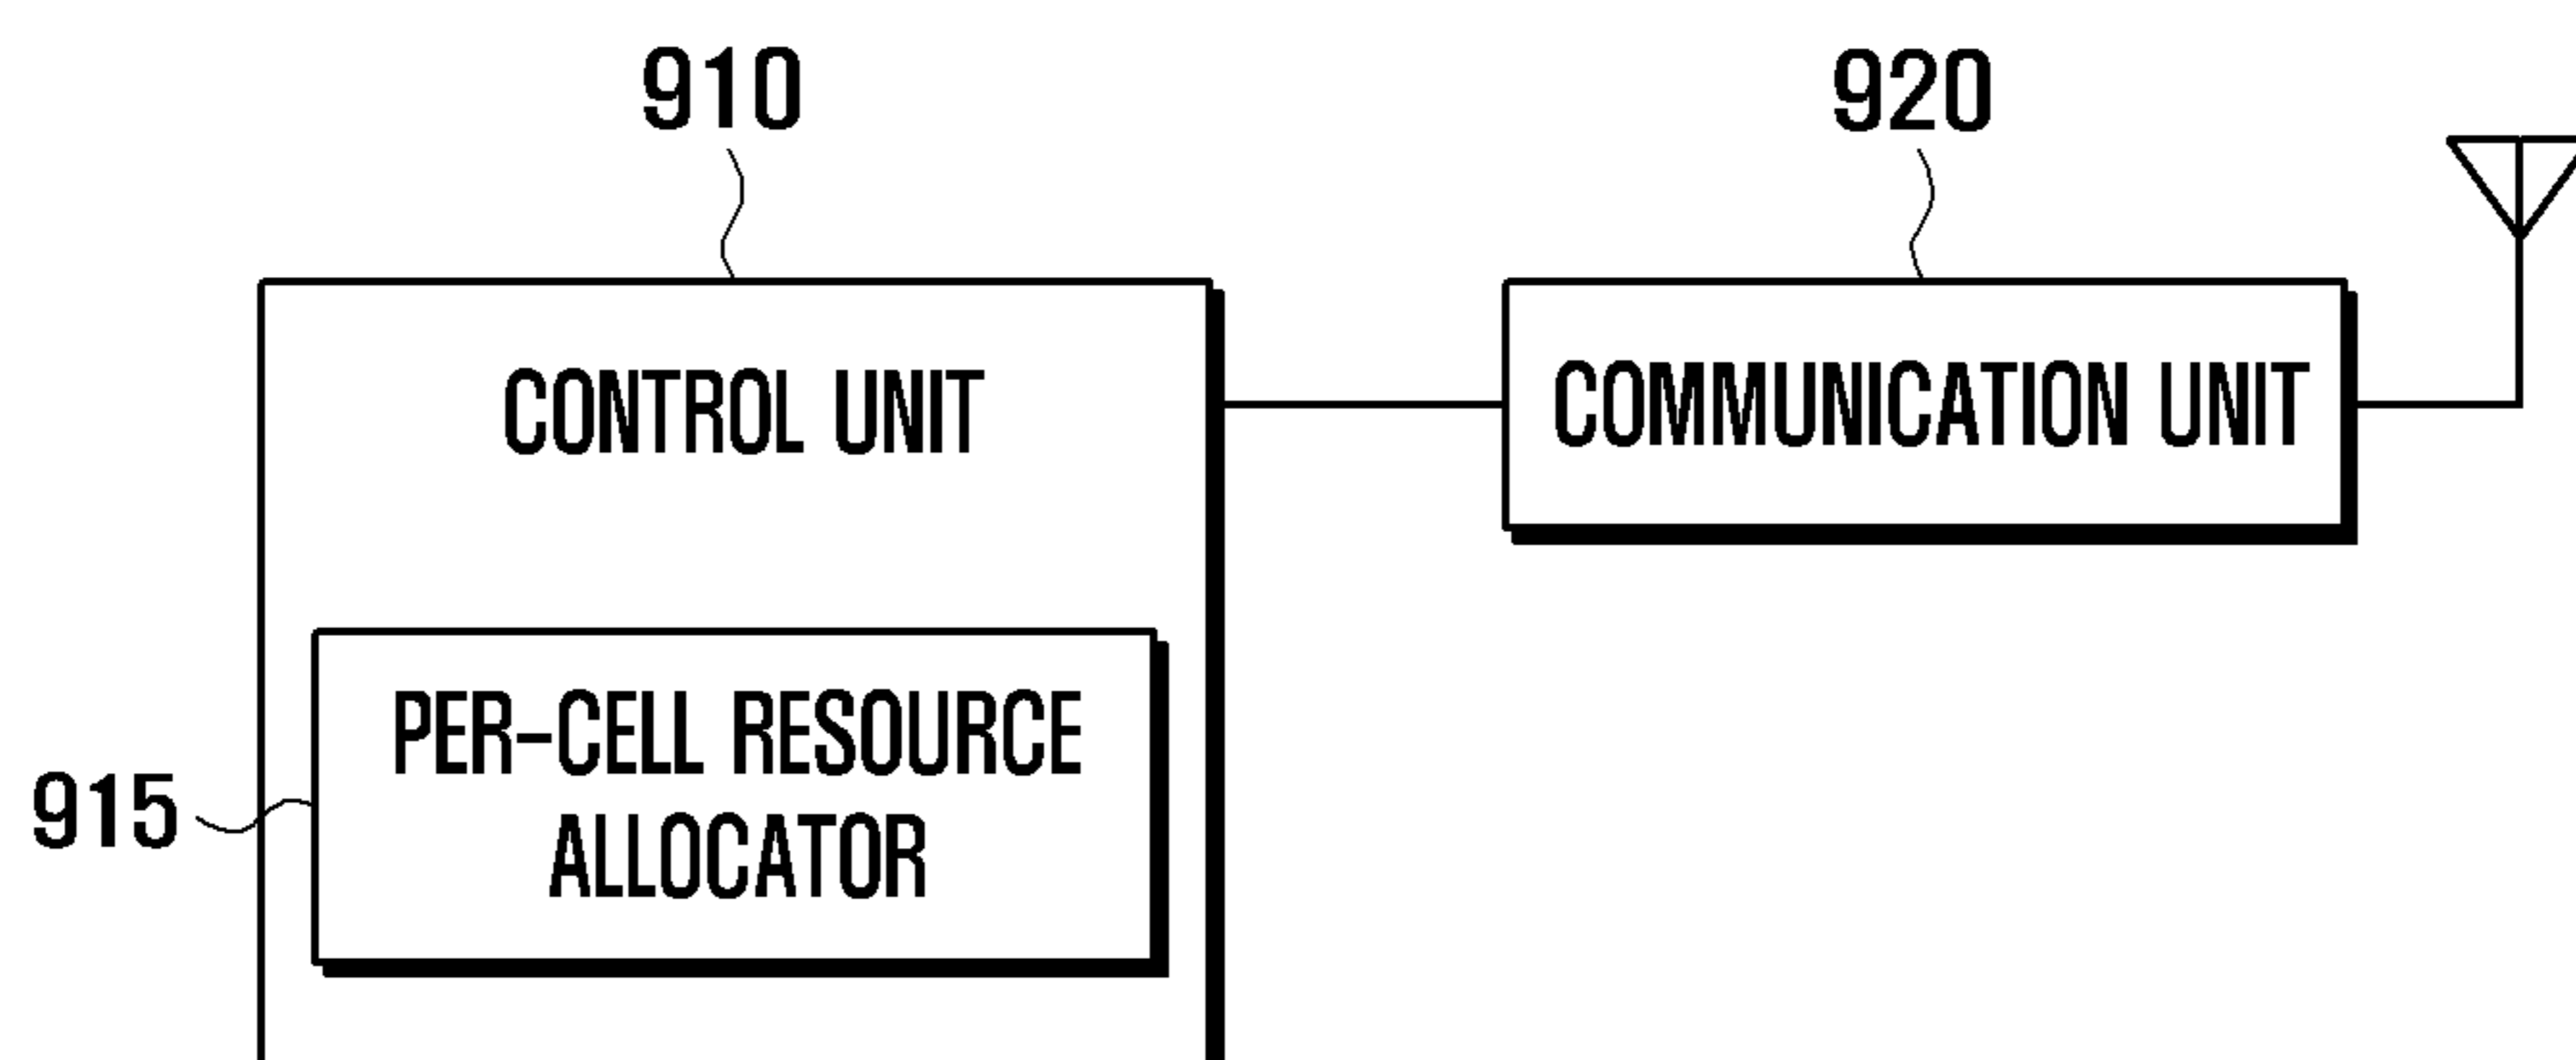 910
920
CONTROL UNIT
COMMUNICATION UNIT
PER-CELL RESOURCE
ALLOCATOR
915